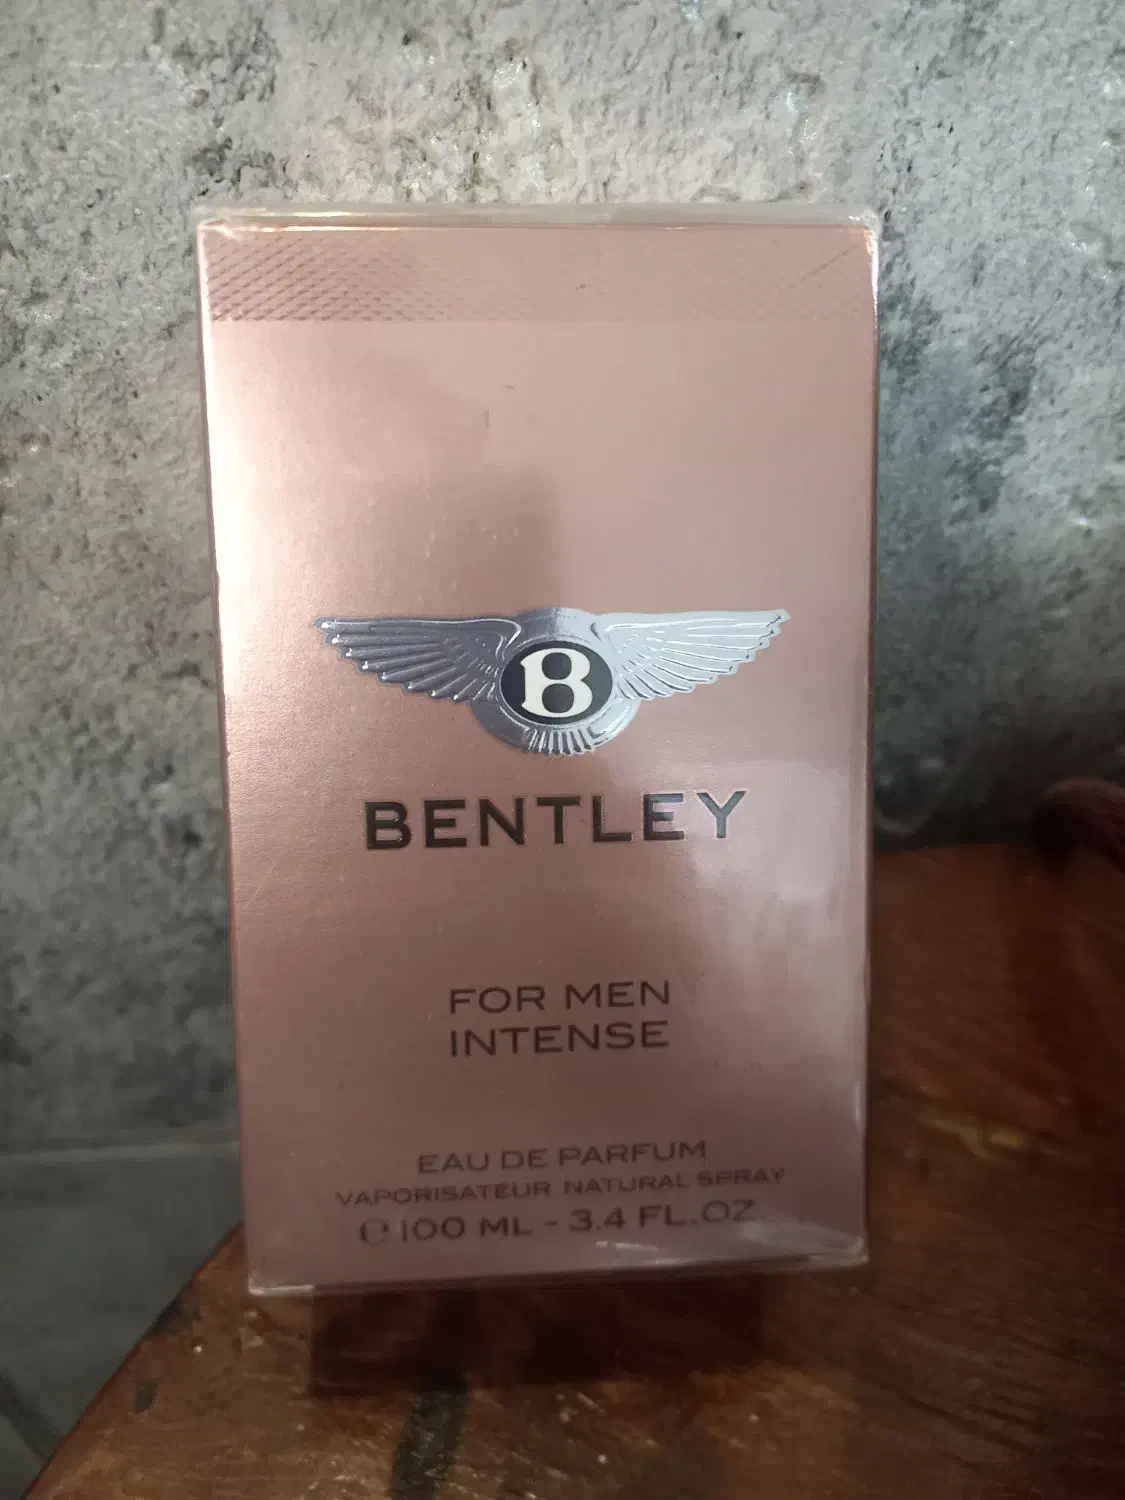 B
BENTLEY
FOR MEN
INTENSE
EAU DE PARFUM
VAPORISATEUR NATURAL SPRAY
℮ 100 ML - 3.4 FL.OZ